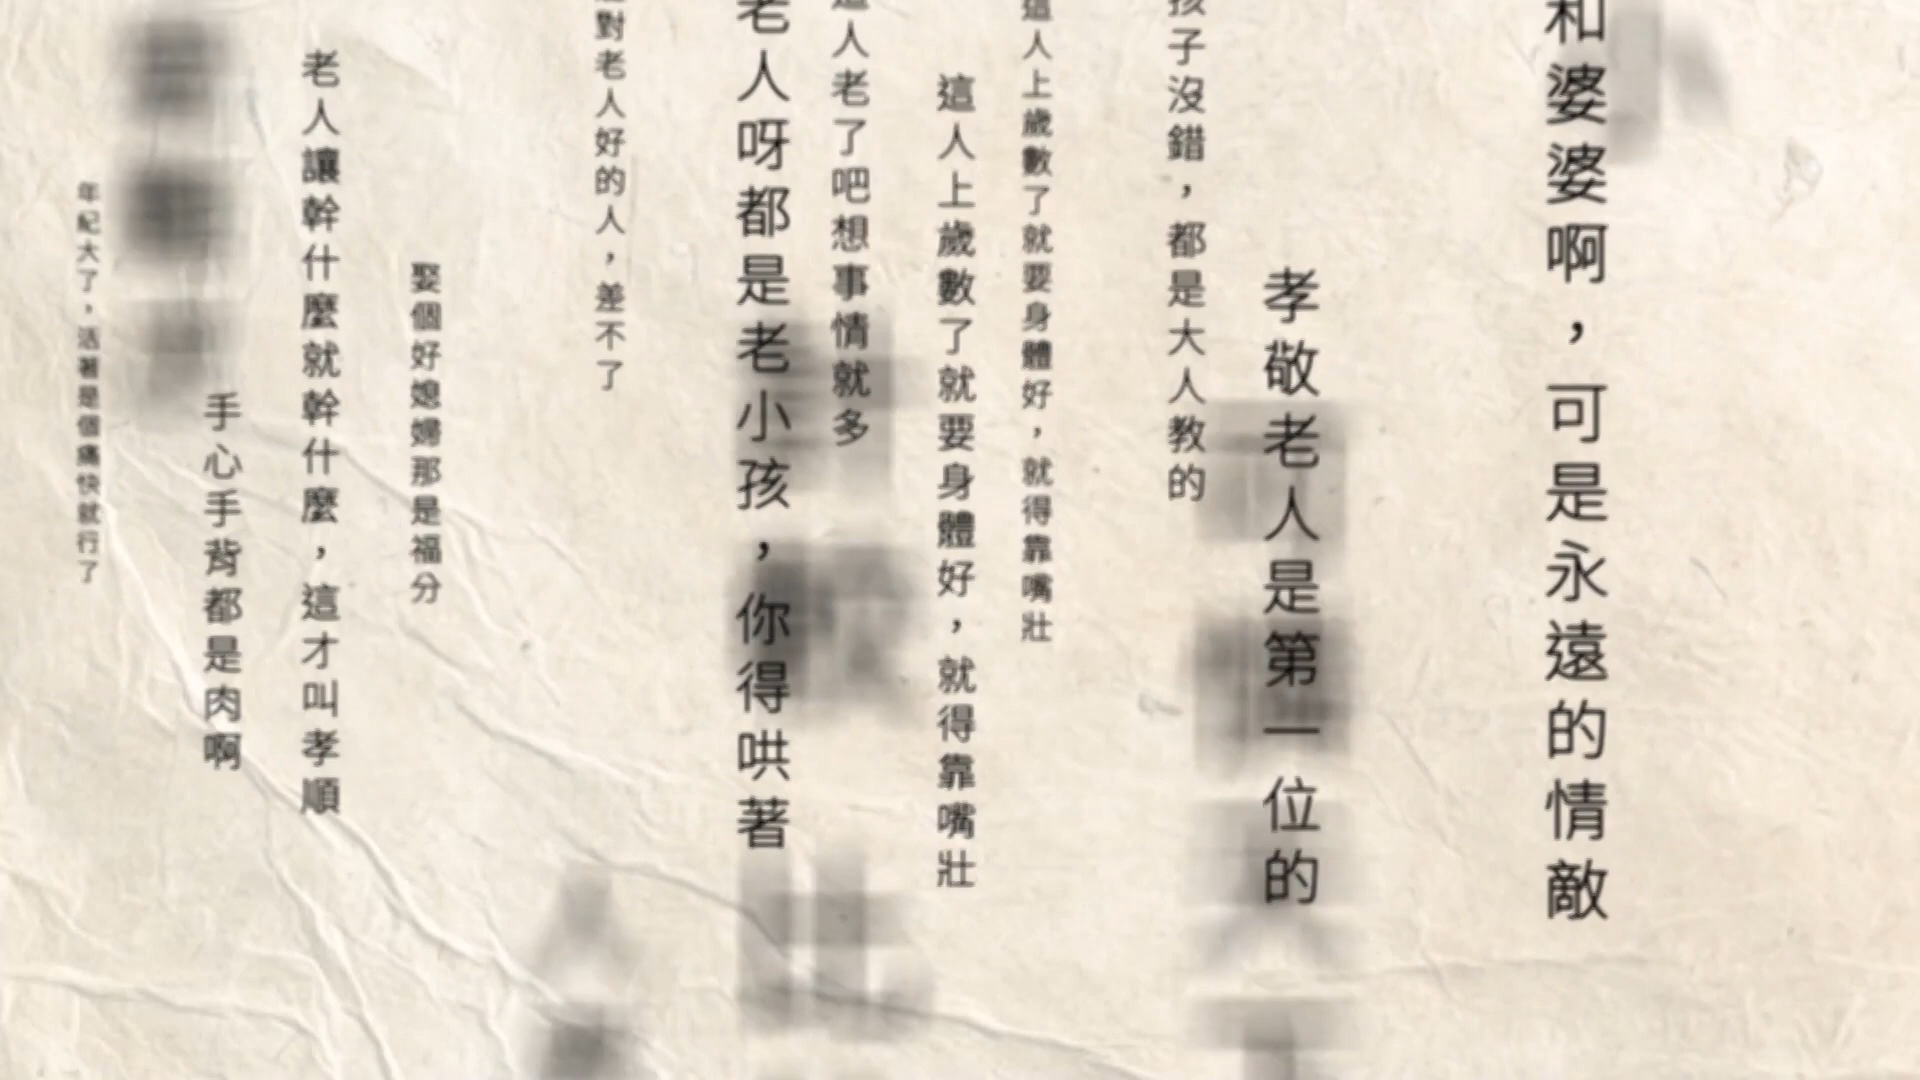 和婆婆啊，可是永遠的情敵
孝敬老人是第一位的
孩子沒錯，都是大人教的
這人上歲數了就要身體好，就得靠嘴壯
這人上歲數了就要身體好，就得靠嘴壯
這人老了吧想事情就多
老人呀都是老小孩，你得哄著
對老人好的人，差不了
娶個好媳婦那是福分
老人讓幹什麼就幹什麼，這才叫孝順
手心手背都是肉啊
年紀大了，活著是個痛快就行了